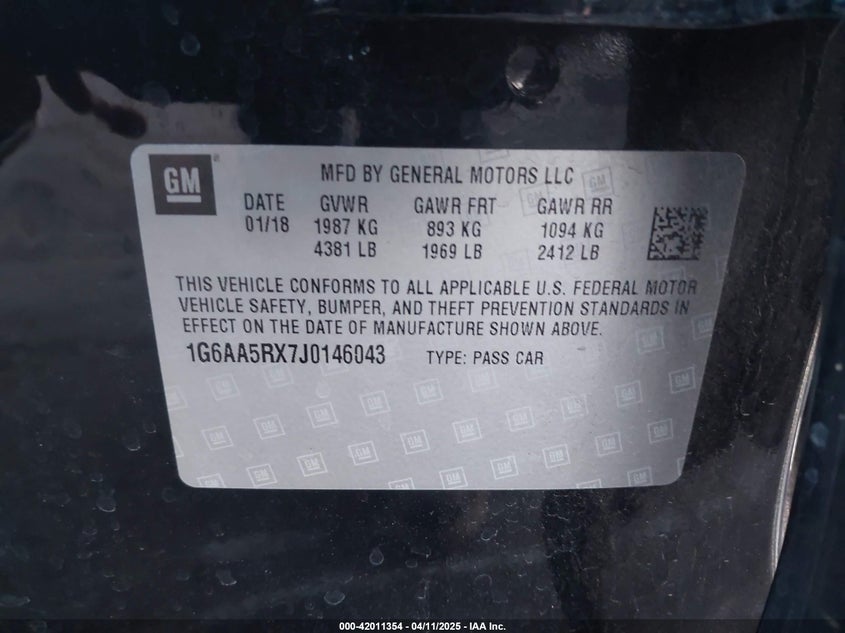 GM MFD BY GENERAL MOTORS LLC
DATE GVWR GAWR FRT GAWR RR
01/18 1987 KG 893 KG 1094 KG
4381 LB 1969 LB 2412 LB
THIS VEHICLE CONFORMS TO ALL APPLICABLE U.S. FEDERAL MOTOR
VEHICLE SAFETY, BUMPER, AND THEFT PREVENTION STANDARDS IN
EFFECT ON THE DATE OF MANUFACTURE SHOWN ABOVE.
1G6AA5RX7J0146043 TYPE: PASS CAR
000-42011354 - 04/11/2025 - IAA Inc.